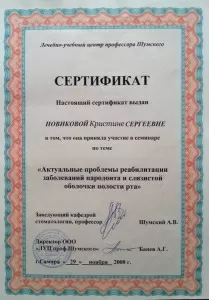 Лечебно-учебный центр профессора Шумского
СЕРТИФИКАТ
Настоящий сертификат выдан
НОВИКОВОЙ Кристине СЕРГЕЕВНЕ
в том, что она приняла участие в семинаре
по теме
«Актуальные проблемы реабилитации
заболеваний пародонта и слизистой
оболочки полости рта»
Заведующий кафедрой
стоматологии, профессор Шумский А.В.
Директор ООО
«ЛУЦ проф.Шумского» А.Г.
г.Самара « 29 » ноября 2008 г.